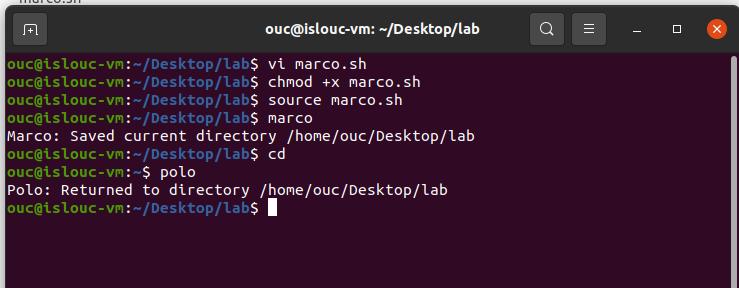 marco.sh
ouc@islouc-vm: ~/Desktop/lab
ouc@islouc-vm:~/Desktop/lab$ vi marco.sh
ouc@islouc-vm:~/Desktop/lab$ chmod +x marco.sh
ouc@islouc-vm:~/Desktop/lab$ source marco.sh
ouc@islouc-vm:~/Desktop/lab$ marco
Marco: Saved current directory /home/ouc/Desktop/lab
ouc@islouc-vm:~/Desktop/lab$ cd
ouc@islouc-vm:~$ polo
Polo: Returned to directory /home/ouc/Desktop/lab
ouc@islouc-vm:~/Desktop/lab$